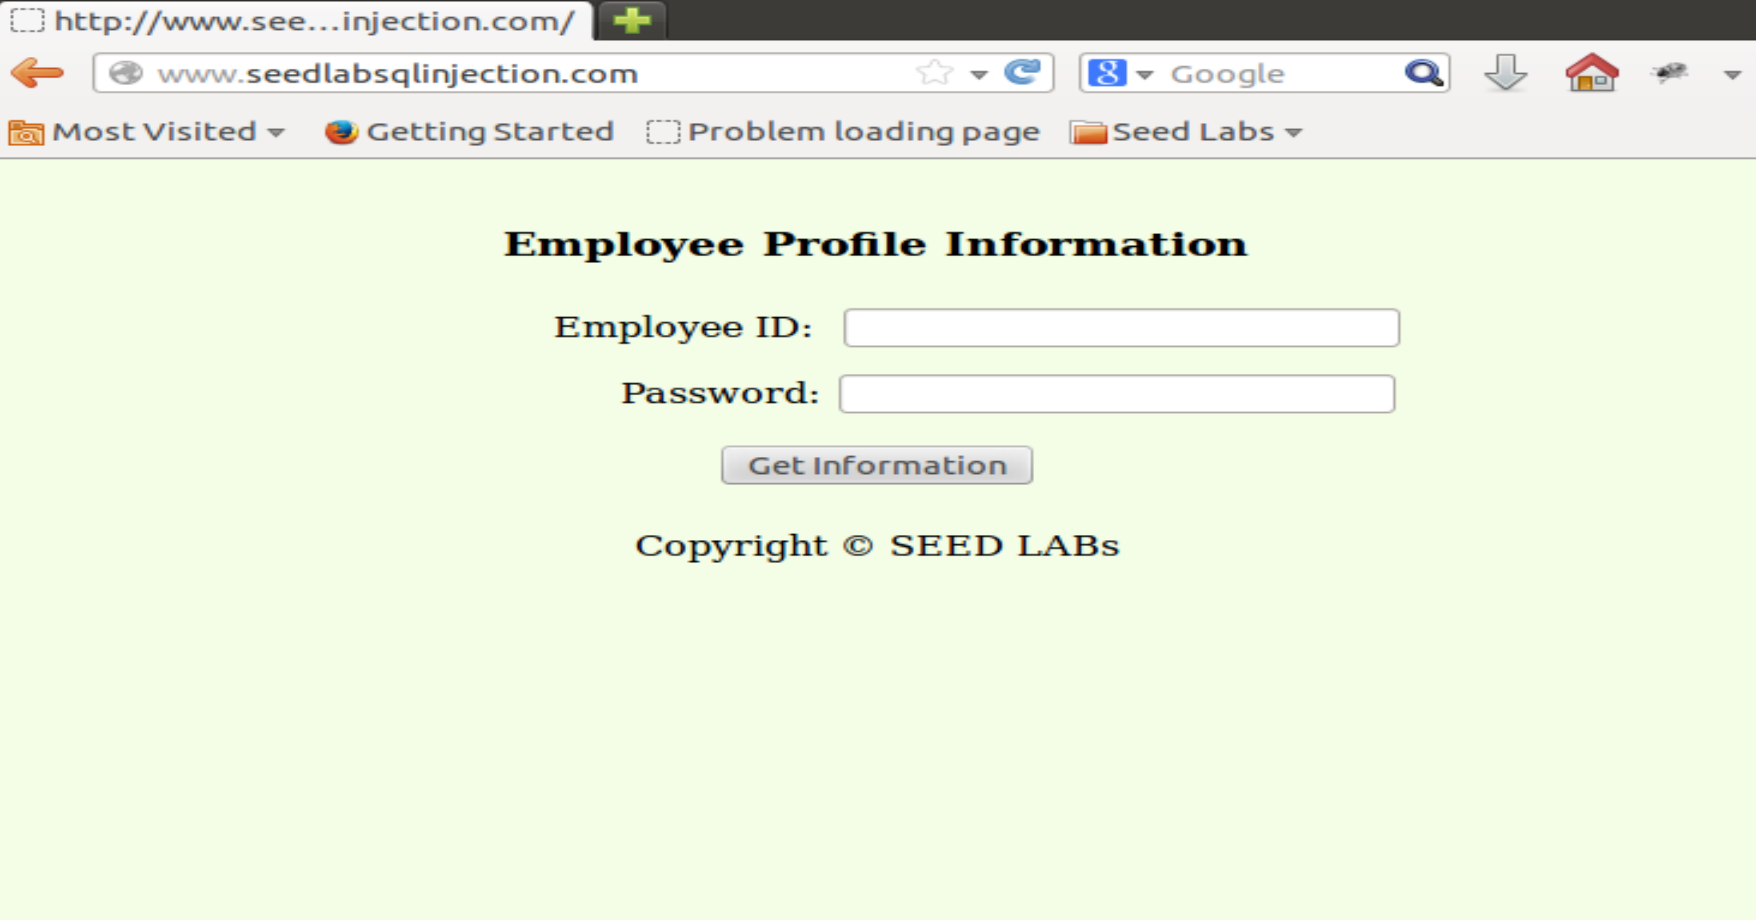 http://www.see...injection.com/
www.seedlabsqlinjection.com
8 Google
Most Visited Getting Started Problem loading page Seed Labs
Employee Profile Information
Employee ID:
Password:
Get Information
Copyright © SEED LABs